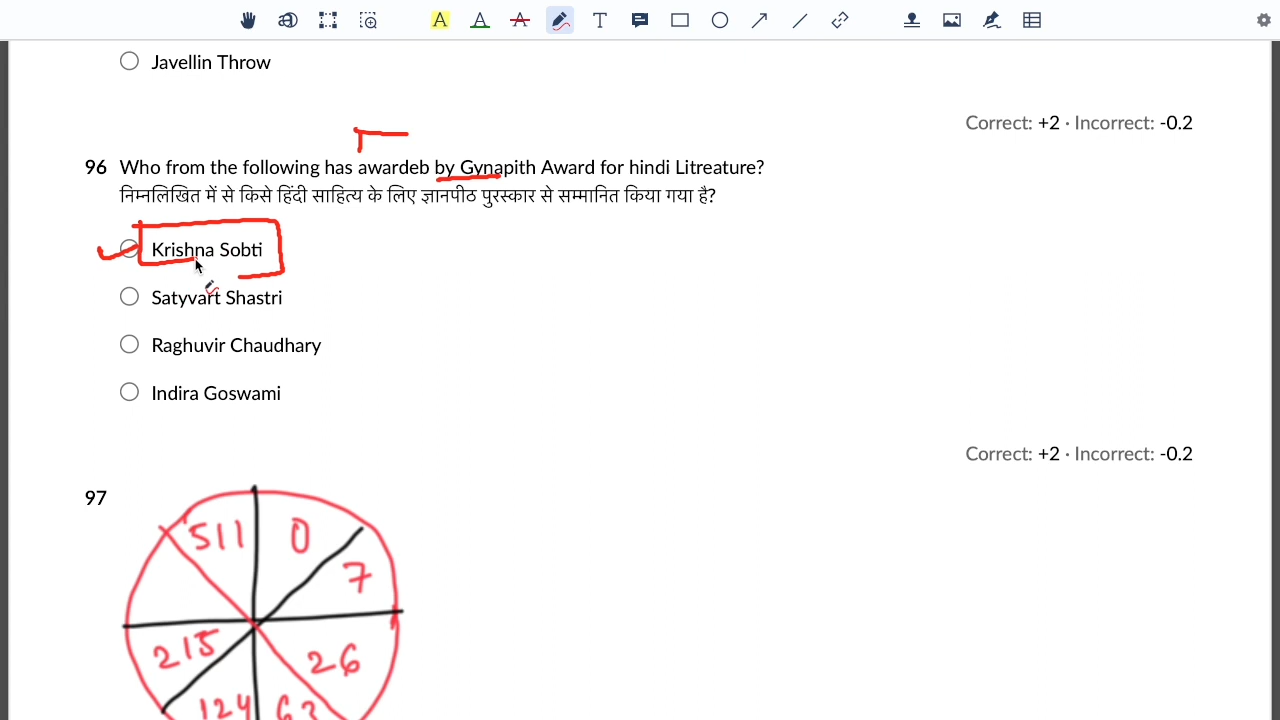 Javellin Throw
Correct: +2 · Incorrect: -0.2
96 Who from the following has awardeb by Gynapith Award for hindi Litreature?
निम्नलिखित में से किसे हिंदी साहित्य के लिए ज्ञानपीठ पुरस्कार से सम्मानित किया गया है?
Krishna Sobti
Satyvart Shastri
Raghuvir Chaudhary
Indira Goswami
Correct: +2 · Incorrect: -0.2
97
511 0
7
215 26
124 63